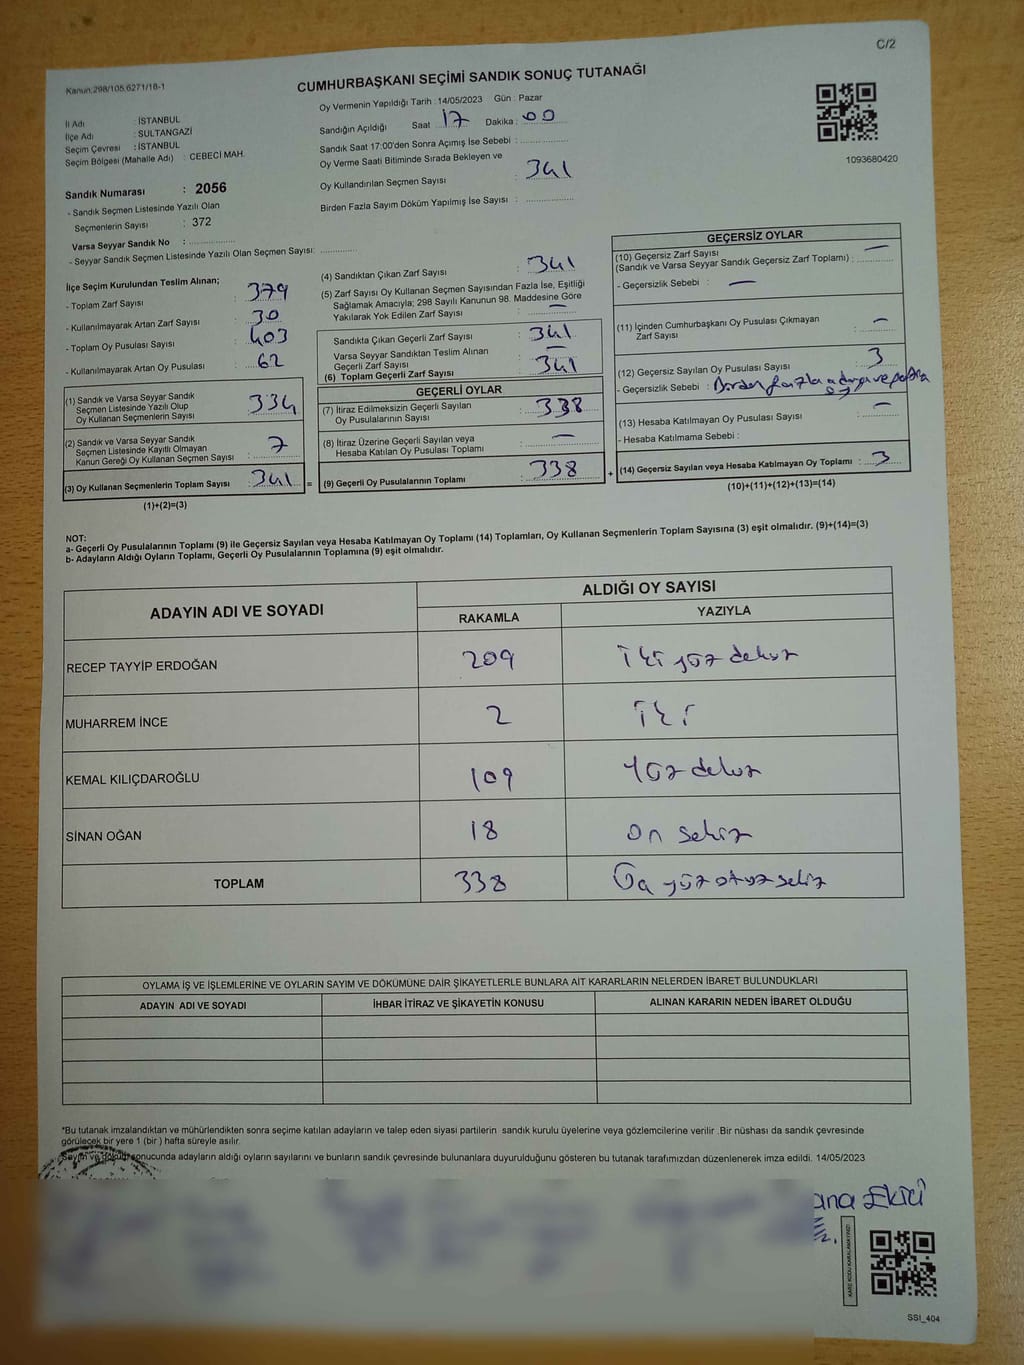 C/2
Kanun:298/105,6271/18-1
CUMHURBAŞKANI SEÇİMİ SANDIK SONUÇ TUTANAĞI
İl Adı : İSTANBUL
İlçe Adı : SULTANGAZİ
Seçim Çevresi : İSTANBUL
Seçim Bölgesi (Mahalle Adı) : CEBECİ MAH.
Sandık Numarası : 2056
- Sandık Seçmen Listesinde Yazılı Olan
Seçmenlerin Sayısı : 372
Varsa Seyyar Sandık No : ..............
- Seyyar Sandık Seçmen Listesinde Yazılı Olan Seçmen Sayısı: ............
Oy Vermenin Yapıldığı Tarih : 14/05/2023 Gün : Pazar
Sandığın Açıldığı Saat : 17 Dakika : 00
Sandık Saat 17:00'den Sonra Açmış İse Sebebi : ..............
Oy Verme Saati Bitiminde Sırada Bekleyen ve
Oy Kullandırılan Seçmen Sayısı : 341
Birden Fazla Sayım Döküm Yapılmış İse Sayısı : ..............
1093680420
İlçe Seçim Kurulundan Teslim Alınan;
- Toplam Zarf Sayısı : 379
- Kullanılmayarak Artan Zarf Sayısı : 30
- Toplam Oy Pusulası Sayısı : 403
- Kullanılmayarak Artan Oy Pusulası : 62
(1) Sandık ve Varsa Seyyar Sandık
Seçmen Listesinde Yazılı Olup
Oy Kullanan Seçmenlerin Sayısı : 334
(2) Sandık ve Varsa Seyyar Sandık
Seçmen Listesinde Kayıtlı Olmayan
Kanun Gereği Oy Kullanan Seçmen Sayısı : 7
(3) Oy Kullanan Seçmenlerin Toplam Sayısı : 341 =
(1)+(2)=(3)
(4) Sandıktan Çıkan Zarf Sayısı : 341
(5) Zarf Sayısı Oy Kullanan Seçmen Sayısından Fazla İse, Eşitliği
Sağlamak Amacıyla; 298 Sayılı Kanunun 98. Maddesine Göre
Yakılarak Yok Edilen Zarf Sayısı : —
Sandıkta Çıkan Geçerli Zarf Sayısı : 341
Varsa Seyyar Sandıktan Teslim Alınan
Geçerli Zarf Sayısı : —
(6) Toplam Geçerli Zarf Sayısı : 341
GEÇERLİ OYLAR
(7) İtiraz Edilmeksizin Geçerli Sayılan
Oy Pusulalarının Sayısı : 338
(8) İtiraz Üzerine Geçerli Sayılan veya
Hesaba Katılan Oy Pusulası Toplamı : —
(9) Geçerli Oy Pusulalarının Toplamı : 338 +
GEÇERSİZ OYLAR
(10) Geçersiz Zarf Sayısı —
(Sandık ve Varsa Seyyar Sandık Geçersiz Zarf Toplamı) : ..........
- Geçersizlik Sebebi : —
(11) İçinden Cumhurbaşkanı Oy Pusulası Çıkmayan
Zarf Sayısı : —
(12) Geçersiz Sayılan Oy Pusulası Sayısı : 3
- Geçersizlik Sebebi : Birden fazla adaya
(13) Hesaba Katılmayan Oy Pusulası Sayısı : —
- Hesaba Katılmama Sebebi :
(14) Geçersiz Sayılan veya Hesaba Katılmayan Oy Toplamı : 3
(10)+(11)+(12)+(13)=(14)
NOT:
a- Geçerli Oy Pusulalarının Toplamı (9) ile Geçersiz Sayılan veya Hesaba Katılmayan Oy Toplamı (14) Toplamları, Oy Kullanan Seçmenlerin Toplam Sayısına (3) eşit olmalıdır. (9)+(14)=(3)
b- Adayların Aldığı Oyların Toplamı, Geçerli Oy Pusulalarının Toplamına (9) eşit olmalıdır.
ADAYIN ADI VE SOYADI ALDIĞI OY SAYISI
RAKAMLA YAZIYLA
RECEP TAYYİP ERDOĞAN 209 İki yüz dokuz
MUHARREM İNCE 2 İki
KEMAL KILIÇDAROĞLU 109 Yüz dokuz
SİNAN OĞAN 18 on sekiz
TOPLAM 338 Üç yüz otuz sekiz
OYLAMA İŞ VE İŞLEMLERİNE VE OYLARIN SAYIM VE DÖKÜMÜNE DAİR ŞİKAYETLERLE BUNLARA AİT KARARLARIN NELERDEN İBARET BULUNDUKLARI
ADAYIN ADI VE SOYADI İHBAR İTİRAZ VE ŞİKAYETİN KONUSU ALINAN KARARIN NEDEN İBARET OLDUĞU
*Bu tutanak imzalandıktan ve mühürlendikten sonra seçime katılan adayların ve talep eden siyasi partilerin sandık kurulu üyelerine veya gözlemcilerine verilir .Bir nüshası da sandık çevresinde
görülecek bir yere 1 (bir ) hafta süreyle asılır.
Sayım ve döküm sonucunda adayların aldığı oyların sayılarını ve bunların sandık çevresinde bulunanlara duyurulduğunu gösteren bu tutanak tarafımızdan düzenlenerek imza edildi. 14/05/2023
ana Ekici
KARE KODU KARALAMAYINIZ!
SSI_404